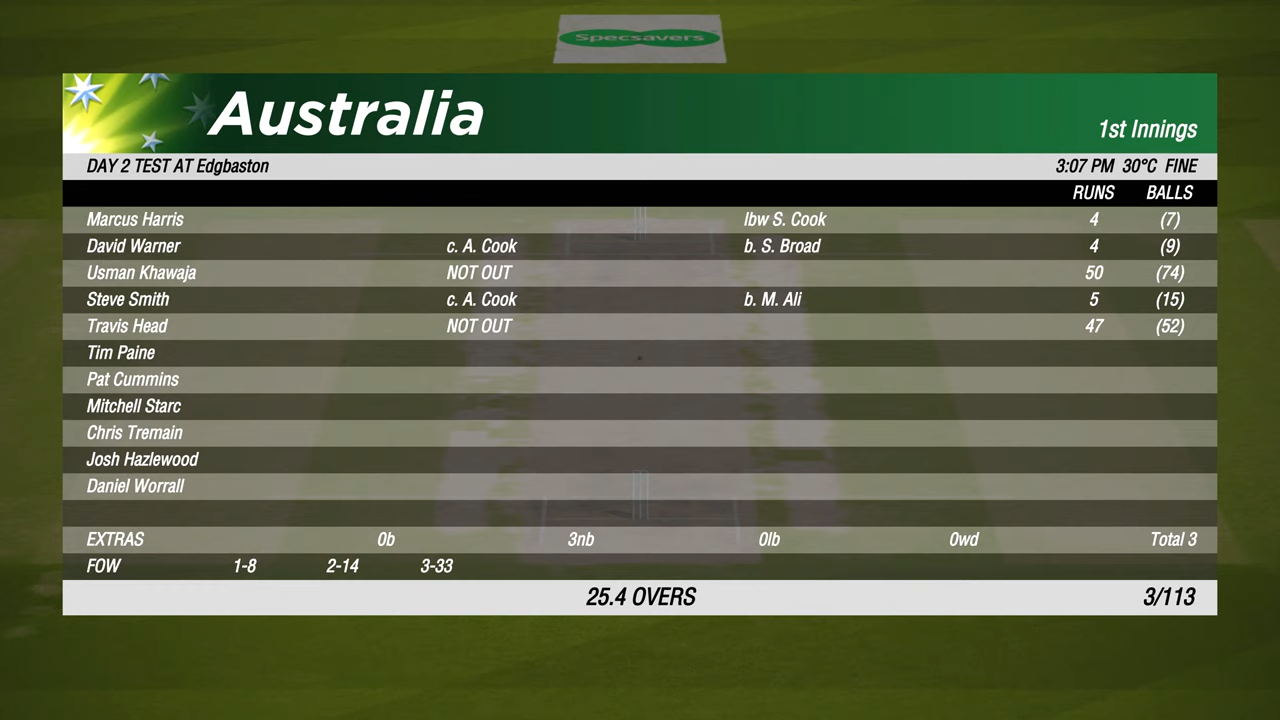 Specsavers
Australia
1st Innings
DAY 2 TEST AT Edgbaston 3:07 PM 30°C FINE
RUNS BALLS
Marcus Harris lbw S. Cook 4 (7)
David Warner c. A. Cook b. S. Broad 4 (9)
Usman Khawaja NOT OUT 50 (74)
Steve Smith c. A. Cook b. M. Ali 5 (15)
Travis Head NOT OUT 47 (52)
Tim Paine
Pat Cummins
Mitchell Starc
Chris Tremain
Josh Hazlewood
Daniel Worrall
EXTRAS 0b 3nb 0lb 0wd Total 3
FOW 1-8 2-14 3-33
25.4 OVERS 3/113